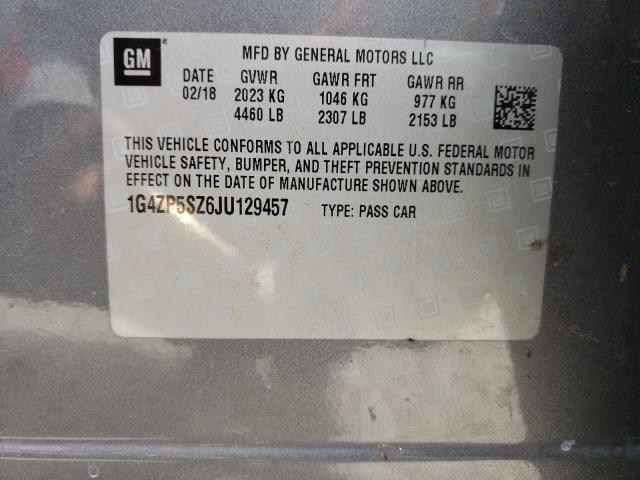 GM
MFD BY GENERAL MOTORS LLC
DATE GVWR GAWR FRT GAWR RR
02/18 2023 KG 1046 KG 977 KG
4460 LB 2307 LB 2153 LB
THIS VEHICLE CONFORMS TO ALL APPLICABLE U.S. FEDERAL MOTOR
VEHICLE SAFETY, BUMPER, AND THEFT PREVENTION STANDARDS IN
EFFECT ON THE DATE OF MANUFACTURE SHOWN ABOVE.
1G4ZP5SZ6JU129457 TYPE: PASS CAR